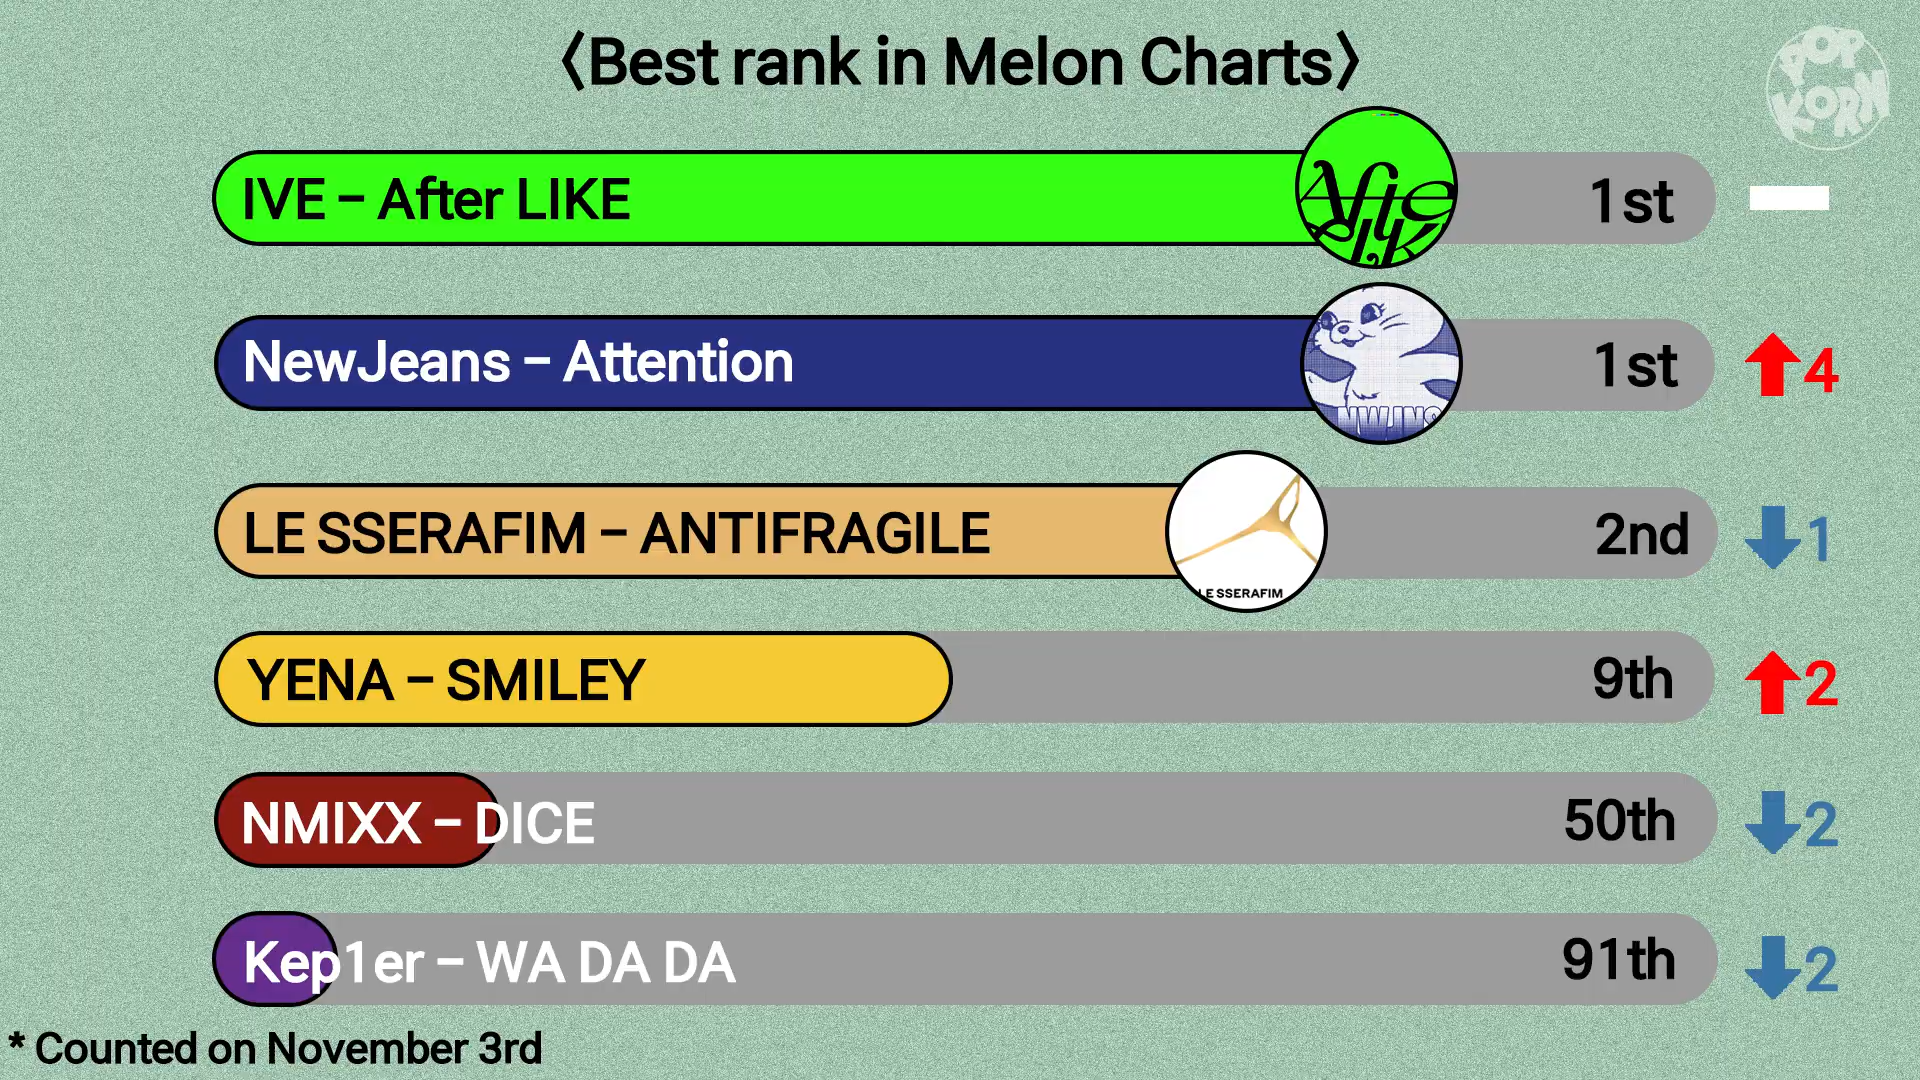 〈Best rank in Melon Charts〉
POP
KORN
IVE – After LIKE
1st
NewJeans – Attention
NWJNS
1st
4
LE SSERAFIM – ANTIFRAGILE
LE SSERAFIM
2nd
1
YENA – SMILEY
9th
2
NMIXX – DICE
50th
2
Kep1er – WA DA DA
91th
2
* Counted on November 3rd